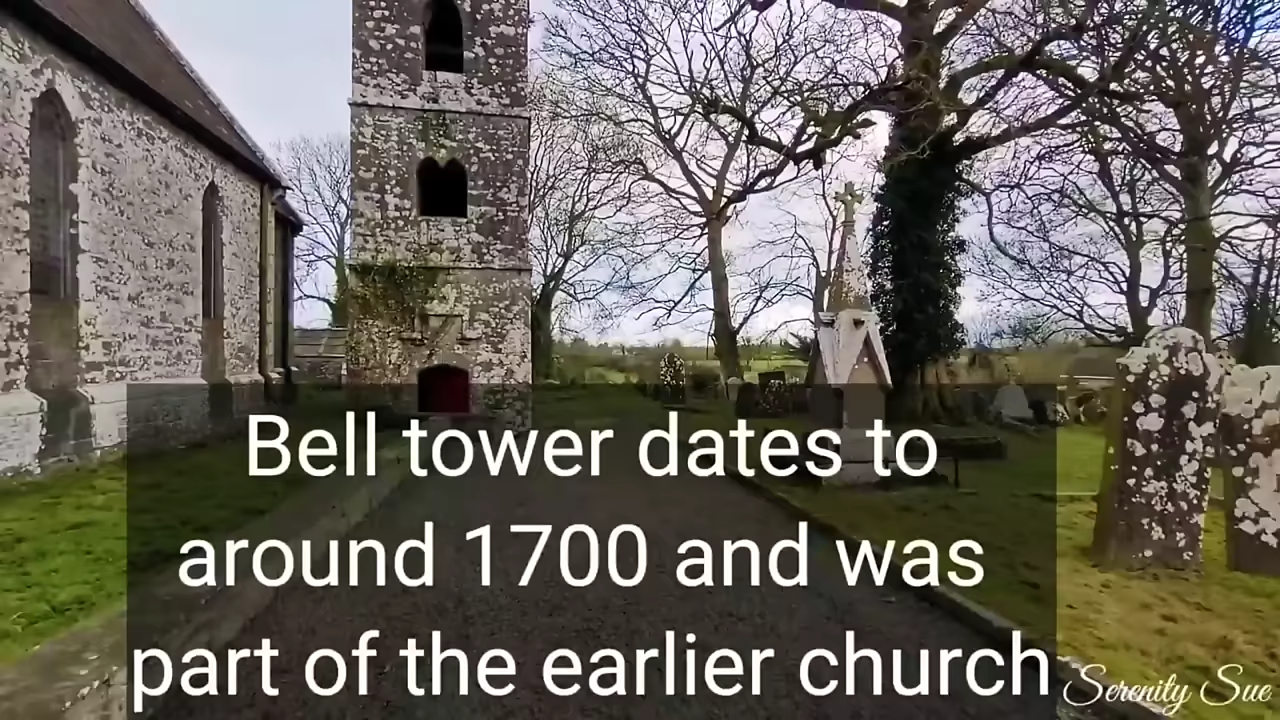 Bell tower dates to
around 1700 and was
part of the earlier church
Serenity Sue